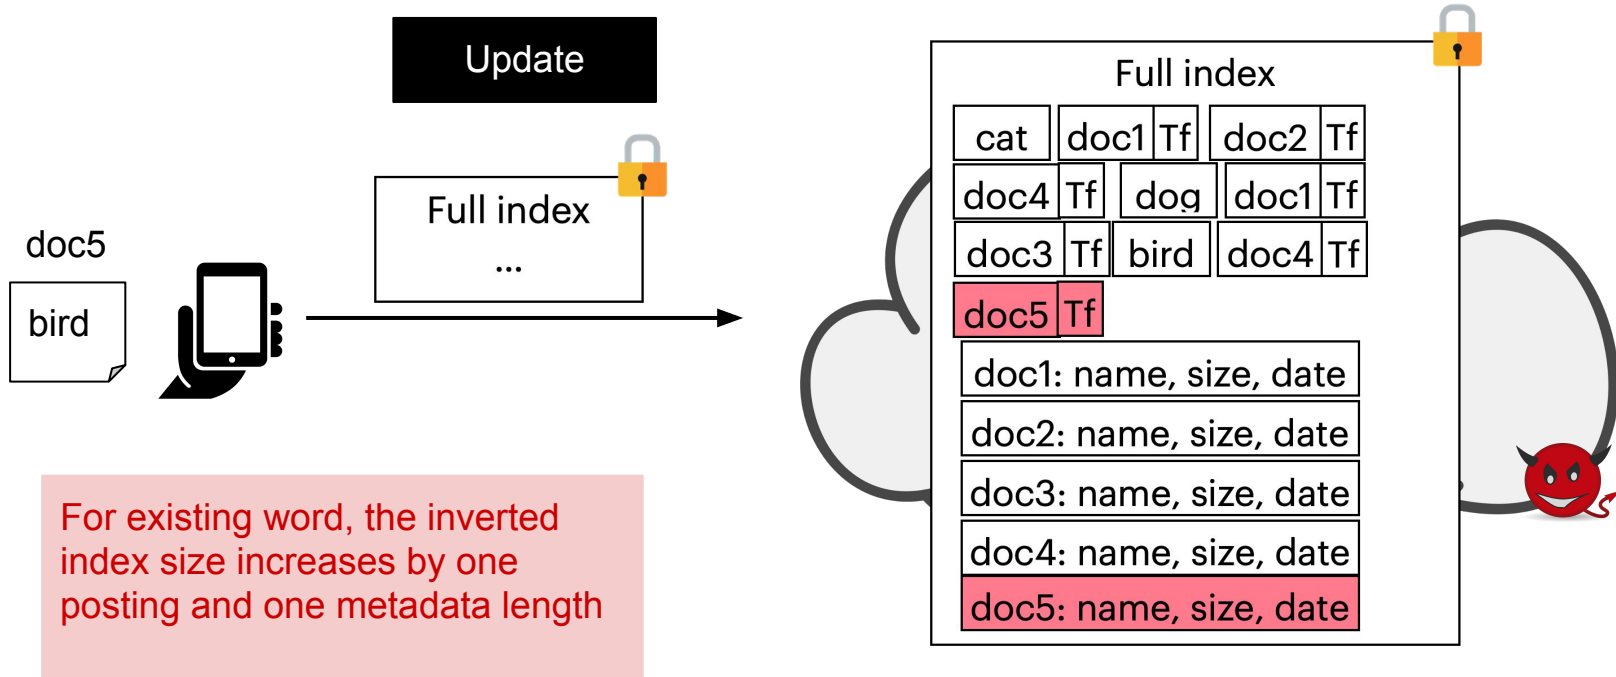 Update
Full index
...
doc5
bird
For existing word, the inverted
index size increases by one
posting and one metadata length
Full index
cat doc1 Tf doc2 Tf
doc4 Tf dog doc1 Tf
doc3 Tf bird doc4 Tf
doc5 Tf
doc1: name, size, date
doc2: name, size, date
doc3: name, size, date
doc4: name, size, date
doc5: name, size, date